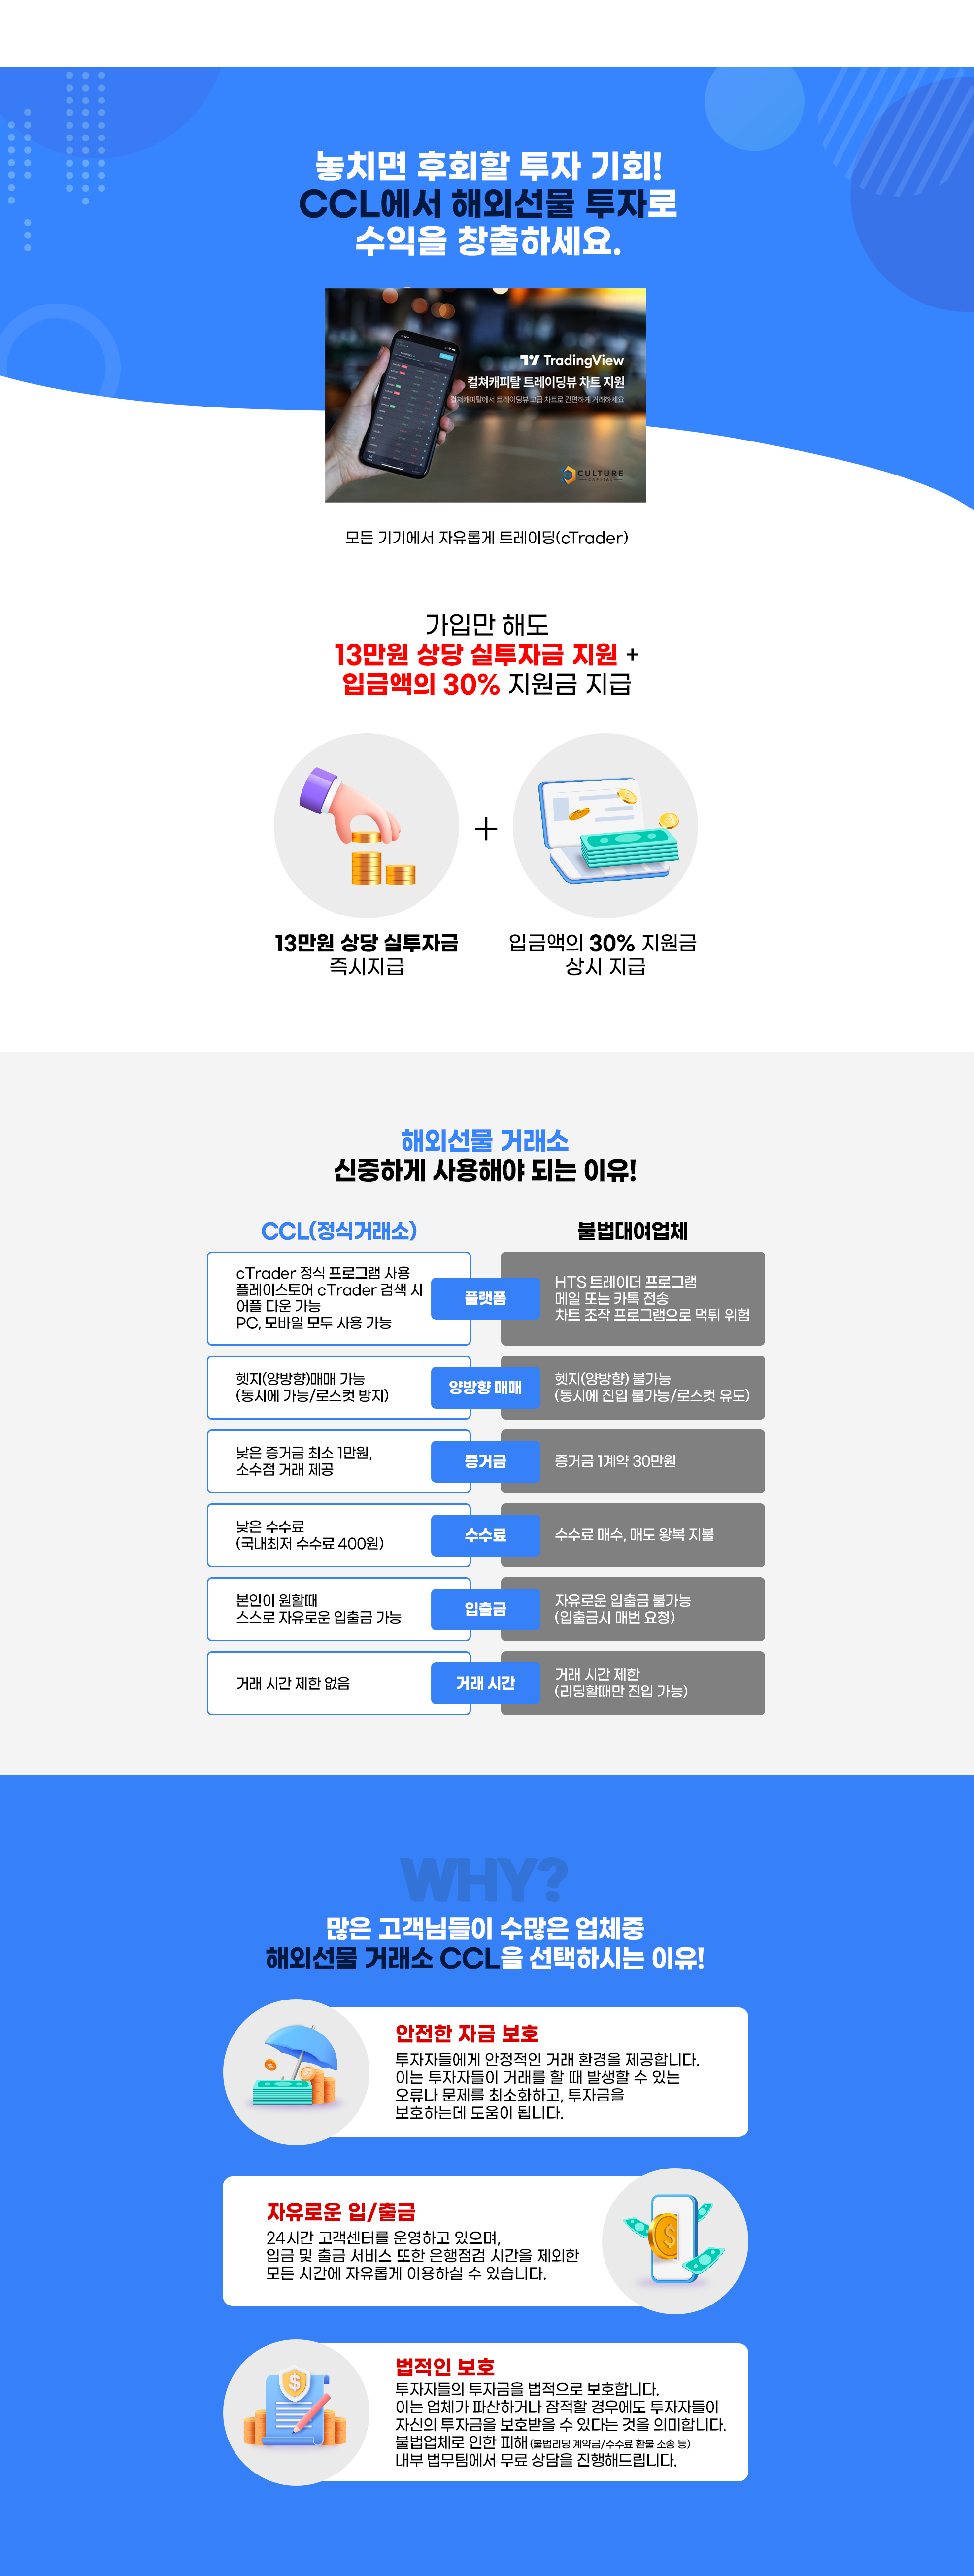 놓치면 후회할 투자 기회!
CCL에서 해외선물 투자로
수익을 창출하세요.
TradingView
컬쳐캐피탈 트레이딩뷰 차트 지원
컬쳐캐피탈에서 트레이딩뷰 고급 차트로 간편하게 거래하세요
CULTURE
CAPITAL
모든 기기에서 자유롭게 트레이딩(cTrader)
가입만 해도
13만원 상당 실투자금 지원 +
입금액의 30% 지원금 지급
13만원 상당 실투자금
즉시지급
입금액의 30% 지원금
상시 지급
해외선물 거래소
신중하게 사용해야 되는 이유!
CCL(정식거래소)
불법대여업체
cTrader 정식 프로그램 사용
플레이스토어 cTrader 검색 시
어플 다운 가능
PC, 모바일 모두 사용 가능
플랫폼
HTS 트레이더 프로그램
메일 또는 카톡 전송
차트 조작 프로그램으로 먹튀 위험
헷지(양방향)매매 가능
(동시에 가능/로스컷 방지)
양방향 매매
헷지(양방향) 불가능
(동시에 진입 불가능/로스컷 유도)
낮은 증거금 최소 1만원,
소수점 거래 제공
증거금
증거금 1계약 30만원
낮은 수수료
(국내최저 수수료 400원)
수수료
수수료 매수, 매도 왕복 지불
본인이 원할때
스스로 자유로운 입출금 가능
입출금
자유로운 입출금 불가능
(입출금시 매번 요청)
거래 시간 제한 없음
거래 시간
거래 시간 제한
(리딩할때만 진입 가능)
WHY?
많은 고객님들이 수많은 업체중
해외선물 거래소 CCL을 선택하시는 이유!
안전한 자금 보호
투자자들에게 안정적인 거래 환경을 제공합니다.
이는 투자자들이 거래를 할 때 발생할 수 있는
오류나 문제를 최소화하고, 투자금을
보호하는데 도움이 됩니다.
자유로운 입/출금
24시간 고객센터를 운영하고 있으며,
입금 및 출금 서비스 또한 은행점검 시간을 제외한
모든 시간에 자유롭게 이용하실 수 있습니다.
법적인 보호
투자자들의 투자금을 법적으로 보호합니다.
이는 업체가 파산하거나 잠적할 경우에도 투자자들이
자신의 투자금을 보호받을 수 있다는 것을 의미합니다.
불법업체로 인한 피해(불법리딩 계약금/수수료 환불 소송 등)
내부 법무팀에서 무료 상담을 진행해드립니다.